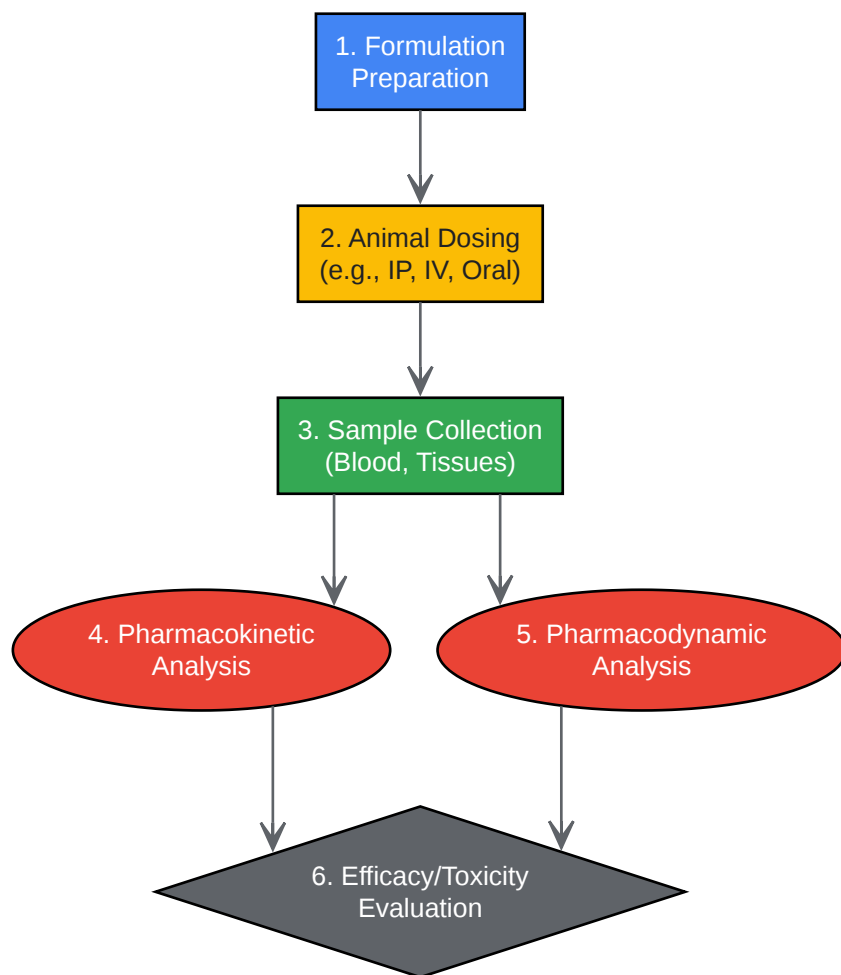 1. Formulation
Preparation
2. Animal Dosing
(e.g., IP, IV, Oral)
3. Sample Collection
(Blood, Tissues)
4. Pharmacokinetic
Analysis
5. Pharmacodynamic
Analysis
6. Efficacy/Toxicity
Evaluation